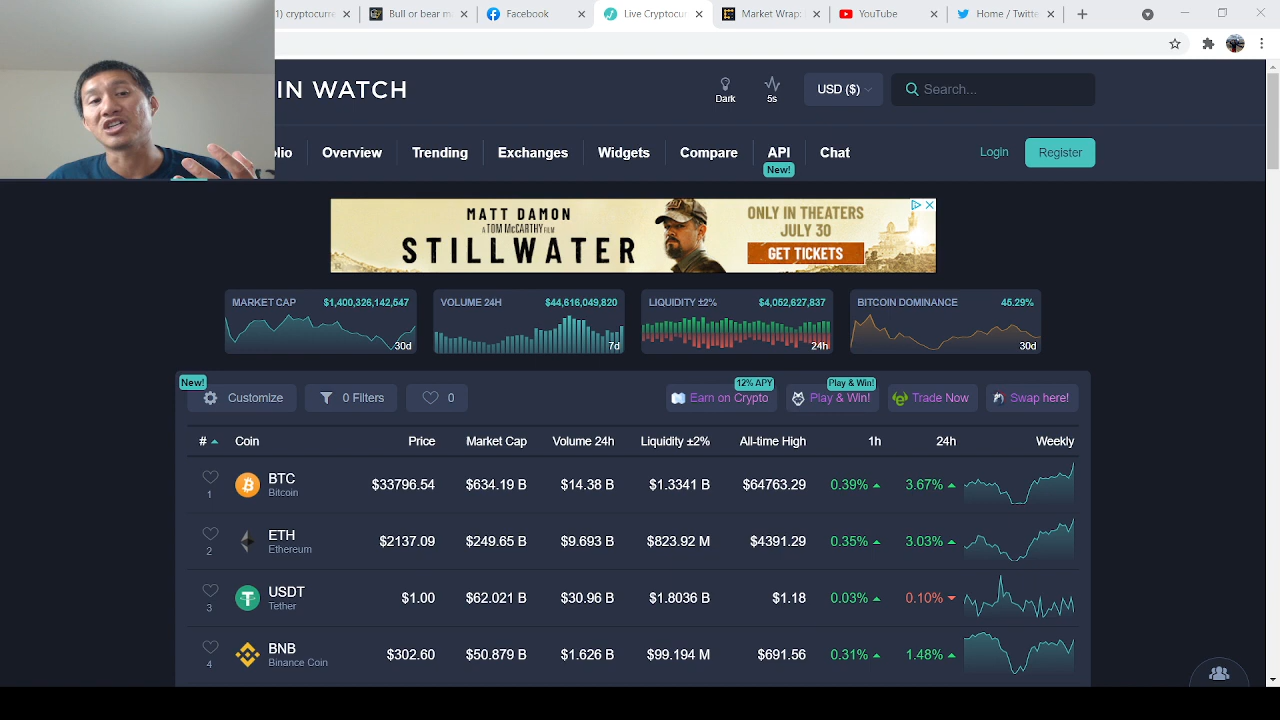 1) cryptocurre
Bull or bear ma
Facebook
Live Cryptocur
Market Wrap:
YouTube
Home / Twitte
IN WATCH
Dark
5s
USD ($)
Search...
olio
Overview
Trending
Exchanges
Widgets
Compare
API
New!
Chat
Login
Register
MATT DAMON
A TOM McCARTHY FILM
STILLWATER
ONLY IN THEATERS
JULY 30
GET TICKETS
MARKET CAP $1,400,326,142,547
30d
VOLUME 24H $44,616,049,820
7d
LIQUIDITY ±2% $4,052,627,837
24h
BITCOIN DOMINANCE 45.29%
30d
New!
Customize
0 Filters
0
12% APY
Earn on Crypto
Play & Win!
Play & Win!
Trade Now
Swap here!
# Coin Price Market Cap Volume 24h Liquidity ±2% All-time High 1h 24h Weekly
1 BTC Bitcoin $33796.54 $634.19 B $14.38 B $1.3341 B $64763.29 0.39% 3.67%
2 ETH Ethereum $2137.09 $249.65 B $9.693 B $823.92 M $4391.29 0.35% 3.03%
3 USDT Tether $1.00 $62.021 B $30.96 B $1.8036 B $1.18 0.03% 0.10%
4 BNB Binance Coin $302.60 $50.879 B $1.626 B $99.194 M $691.56 0.31% 1.48%